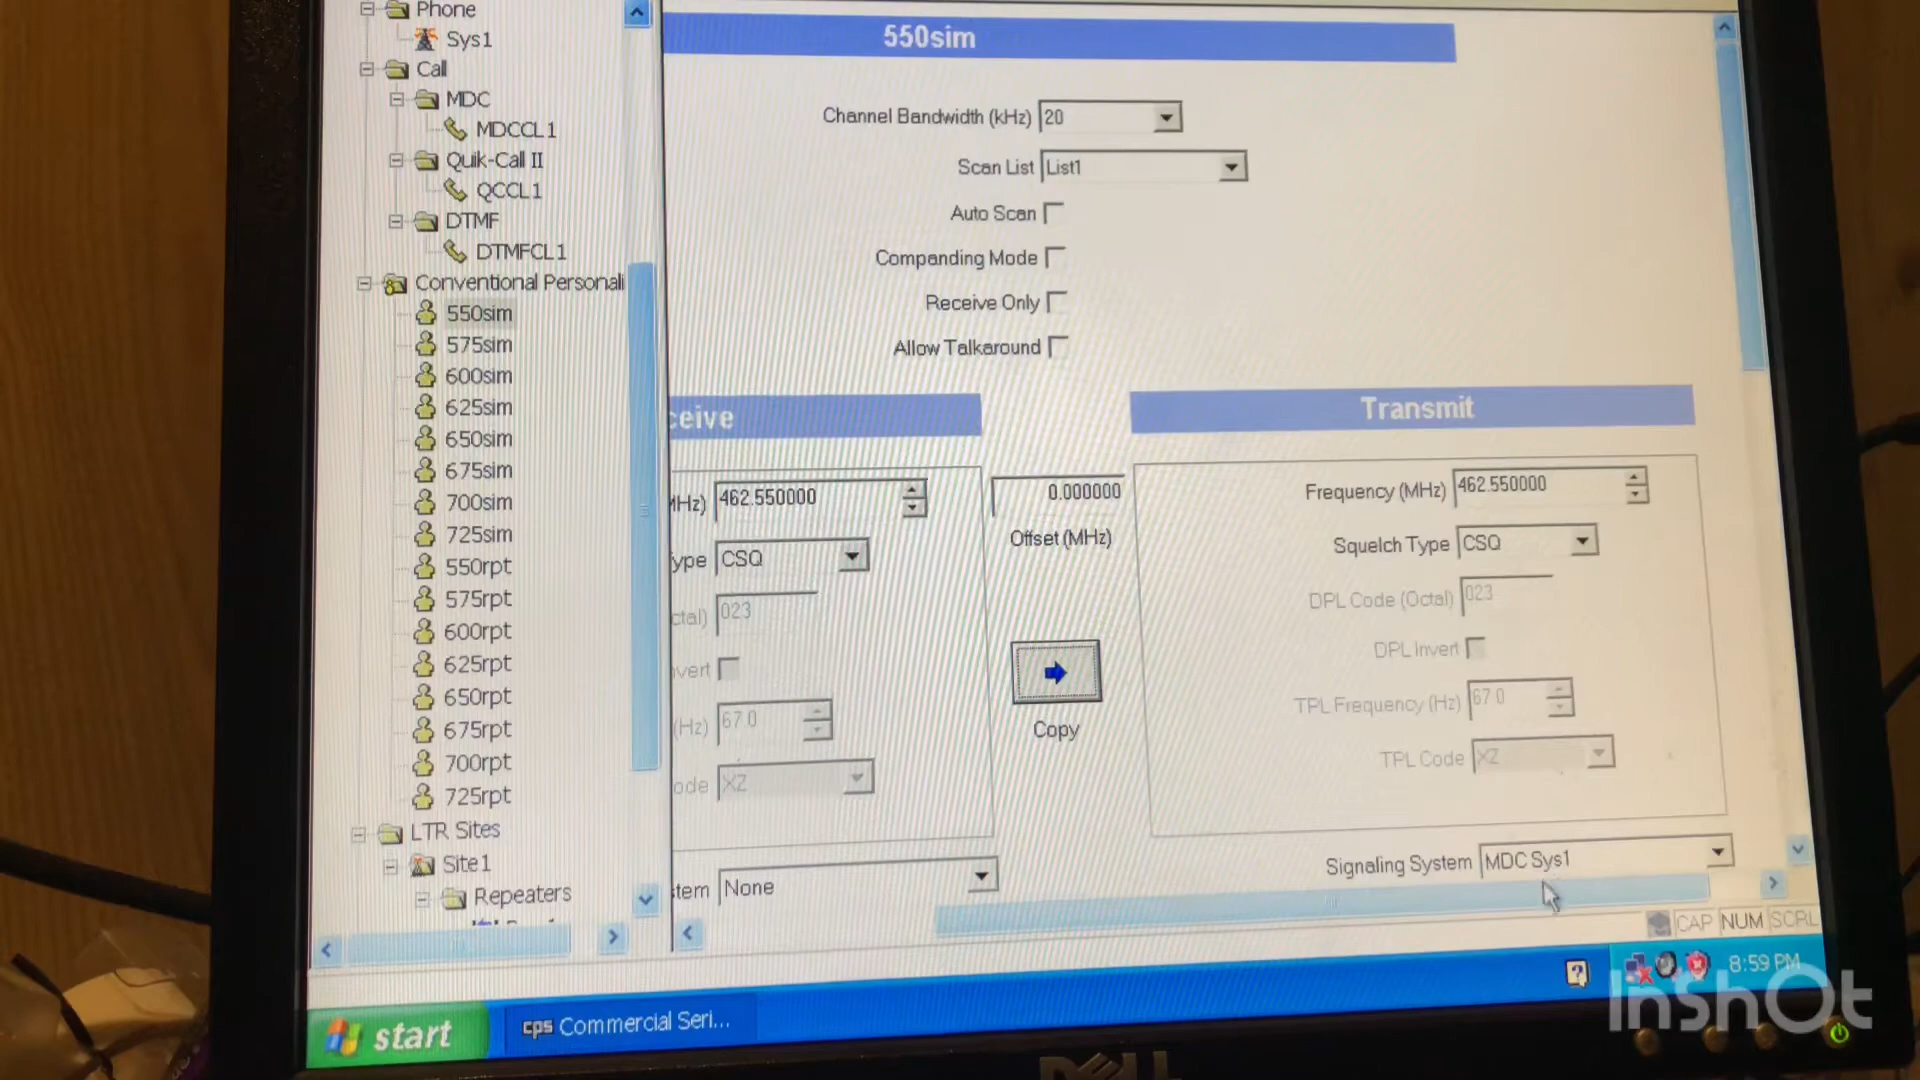 Phone
Sys1
Call
MDC
MDCCL1
Quik-Call II
QCCL1
DTMF
DTMFCL1
Conventional Personali
550sim
575sim
600sim
625sim
650sim
675sim
700sim
725sim
550rpt
575rpt
600rpt
625rpt
650rpt
675rpt
700rpt
725rpt
LTR Sites
Site1
Repeaters
550sim
Channel Bandwidth (kHz) 20
Scan List List1
Auto Scan
Companding Mode
Receive Only
Allow Talkaround
ceive
MHz) 462.550000
ype CSQ
ctal) 023
nvert
(Hz) 67.0
ode XZ
stem None
0.000000
Offset (MHz)
Copy
Transmit
Frequency (MHz) 462.550000
Squelch Type CSQ
DPL Code (Octal) 023
DPL Invert
TPL Frequency (Hz) 67.0
TPL Code XZ
Signaling System MDC Sys1
CAP NUM SCRL
start
cps Commercial Seri...
8:59 PM
InShOt
DELL